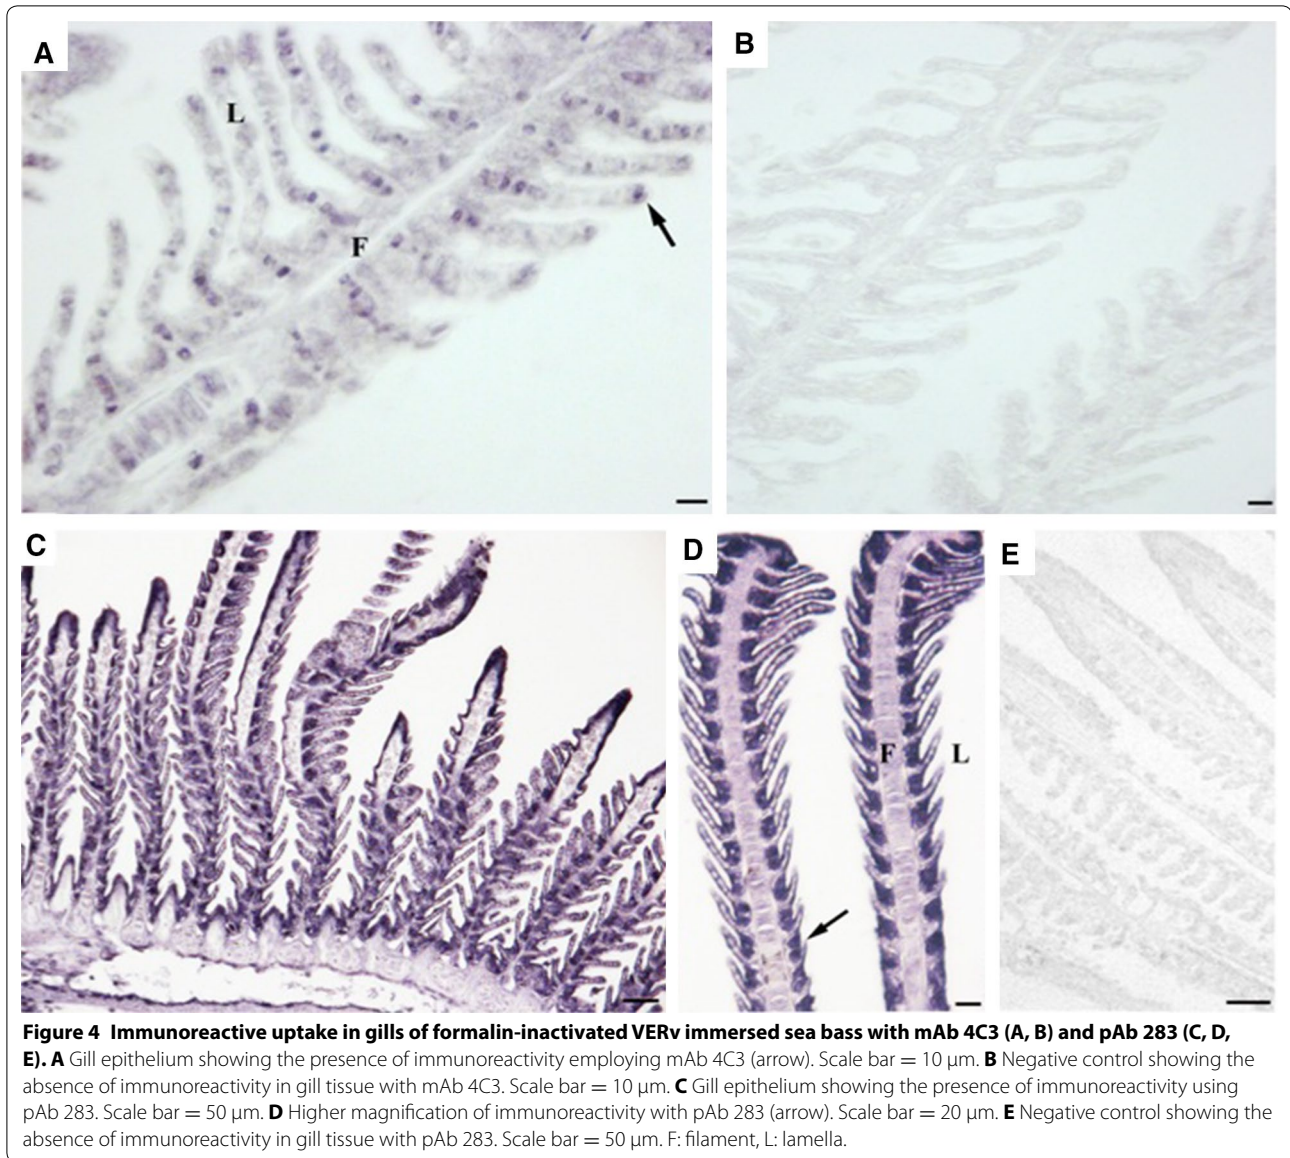 A
B
L
F
C
D
E
F
L
Figure 4 Immunoreactive uptake in gills of formalin-inactivated VERv immersed sea bass with mAb 4C3 (A, B) and pAb 283 (C, D,
E). A Gill epithelium showing the presence of immunoreactivity employing mAb 4C3 (arrow). Scale bar = 10 μm. B Negative control showing the
absence of immunoreactivity in gill tissue with mAb 4C3. Scale bar = 10 μm. C Gill epithelium showing the presence of immunoreactivity using
pAb 283. Scale bar = 50 μm. D Higher magnification of immunoreactivity with pAb 283 (arrow). Scale bar = 20 μm. E Negative control showing the
absence of immunoreactivity in gill tissue with pAb 283. Scale bar = 50 μm. F: filament, L: lamella.